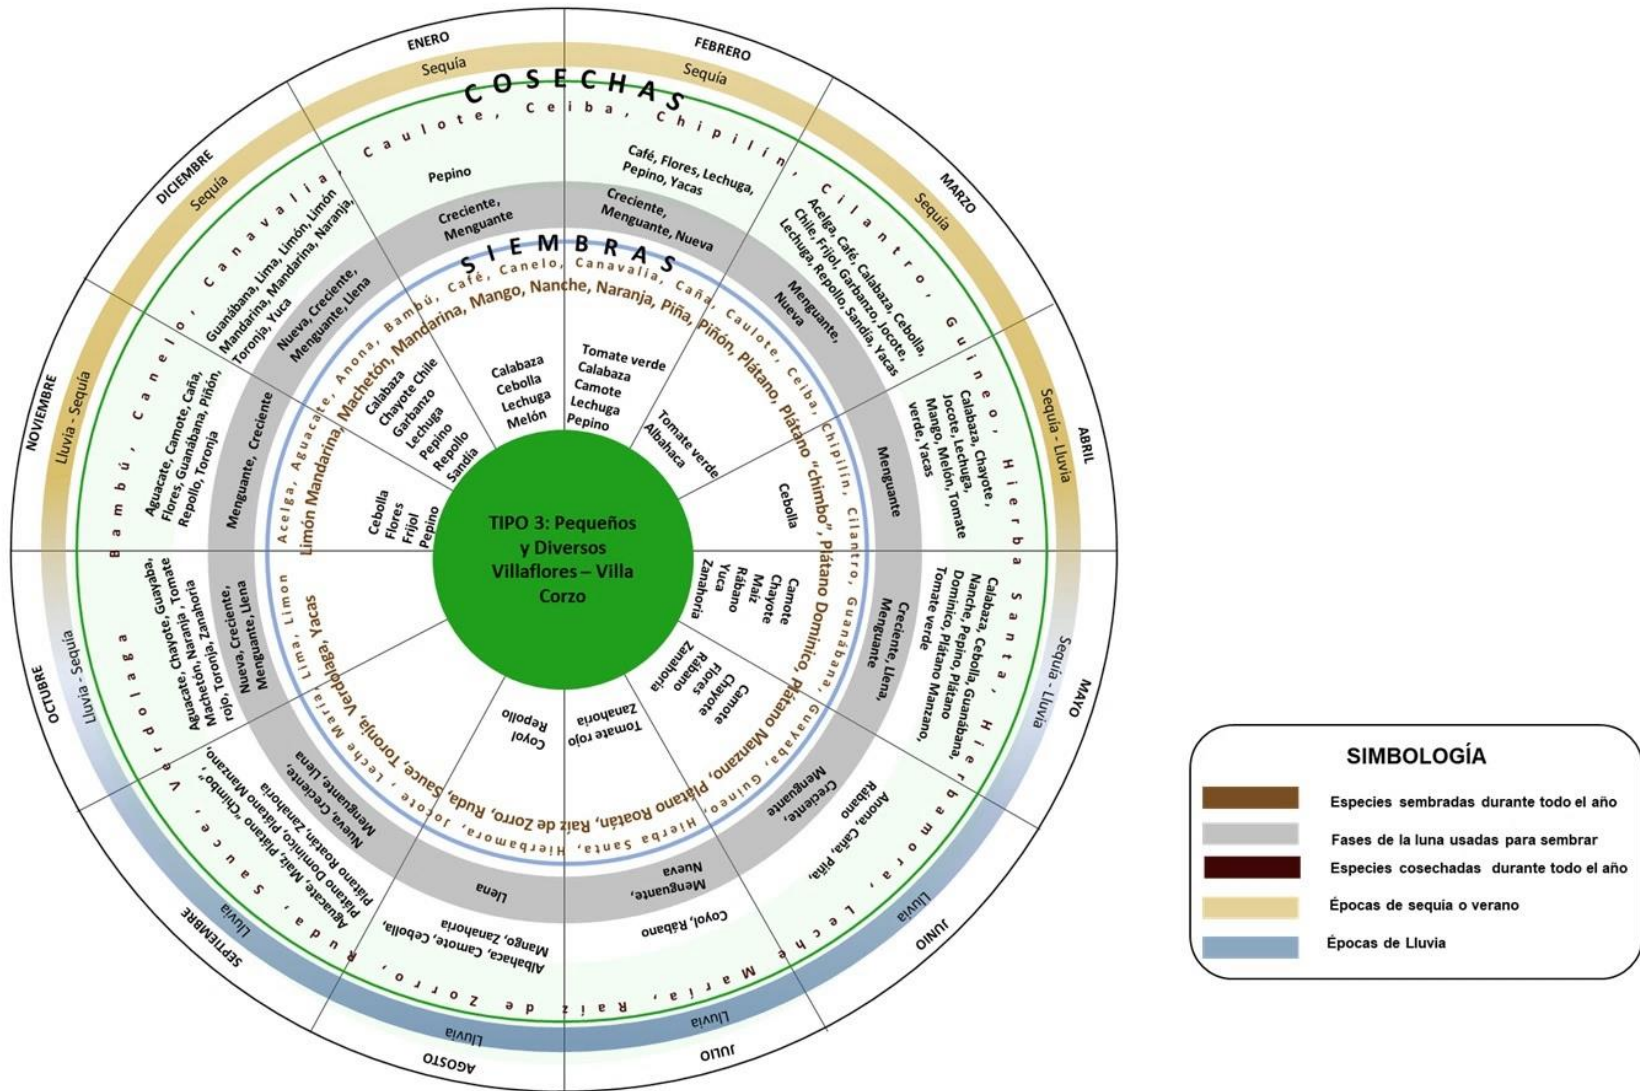 ENERO
FEBRERO
MARZO
ABRIL
MAYO
JUNIO
JULIO
AGOSTO
SEPTIEMBRE
OCTUBRE
NOVIEMBRE
DICIEMBRE
Sequía
Sequía
Sequía
Sequía - Lluvia
Sequía - Lluvia
Lluvia
Lluvia
Lluvia
Lluvia
Lluvia - Sequía
Lluvia - Sequía
Sequía
COSECHAS
Bambú, Canelo, Canavalia, Caulote, Ceiba, Chipilín, Cilantro, Guineo, Hierba Santa, Hierbamora, Leche María, Raíz de Zorro, Ruda, Sauce, Verdolaga
Pepino
Café, Flores, Lechuga,
Pepino, Yacas
Acelga, Café, Calabaza, Cebolla,
Chile, Frijol, Garbanzo, Jocote,
Lechuga, Repollo, Sandía, Yacas
Calabaza, Chayote ,
Jocote, Lechuga,
Mango, Melón, Tomate
verde, Yacas
Calabaza, Cebolla, Guanábana,
Nanche, Pepino, Plátano
Dominico, Plátano Manzano,
Tomate verde
Anona, Caña, Piña,
Rábano
Coyol, Rábano
Albahaca, Camote, Cebolla,
Mango, Zanahoria
Aguacate, Maíz, Plátano “Chimbo”,
Plátano Dominico, Plátano Manzano,
Plátano Roatán, Zanahoria
Aguacate, Chayote, Guayaba,
Machetón, Naranja, Tomate
rojo, Toronja, Zanahoria
Aguacate, Camote, Caña,
Flores, Guanábana, Piñón,
Repollo, Toronja
Guanábana, Lima, Limón, Limón
Mandarina, Mandarina, Naranja,
Toronja, Yuca
Creciente,
Menguante
Creciente,
Menguante, Nueva
Menguante,
Nueva
Menguante
Creciente, Llena,
Menguante
Creciente,
Menguante
Menguante,
Nueva
Llena
Nueva, Creciente,
Menguante, Llena
Nueva, Creciente,
Menguante, Llena
Menguante, Creciente
Nueva, Creciente,
Menguante, Llena
SIEMBRAS
Acelga, Aguacate, Anona, Bambú, Café, Canelo, Canavalia, Caña, Caulote, Ceiba, Chipilín, Cilantro, Guanábana, Guayaba, Guineo, Hierba Santa, Hierbamora, Jocote, Leche María, Lima, Limon
Limón Mandarina, Machetón, Mandarina, Mango, Nanche, Naranja, Piña, Piñón, Plátano, Plátano “chimbo”, Plátano Dominico, Plátano Manzano, Plátano Roatán, Raíz de Zorro, Ruda, Sauce, Toronja, Verdolaga, Yacas
Calabaza
Cebolla
Lechuga
Melón
Tomate verde
Calabaza
Camote
Lechuga
Pepino
Tomate verde
Albahaca
Cebolla
Camote
Chayote
Maíz
Rábano
Yuca
Zanahoria
Camote
Chayote
Flores
Rábano
Zanahoria
Tomate rojo
Zanahoria
Coyol
Repollo
Cebolla
Flores
Frijol
Pepino
Calabaza
Chayote Chile
Garbanzo
Lechuga
Pepino
Repollo
Sandía
TIPO 3: Pequeños
y Diversos
Villaflores – Villa
Corzo
SIMBOLOGÍA
Especies sembradas durante todo el año
Fases de la luna usadas para sembrar
Especies cosechadas durante todo el año
Épocas de sequia o verano
Épocas de Lluvia